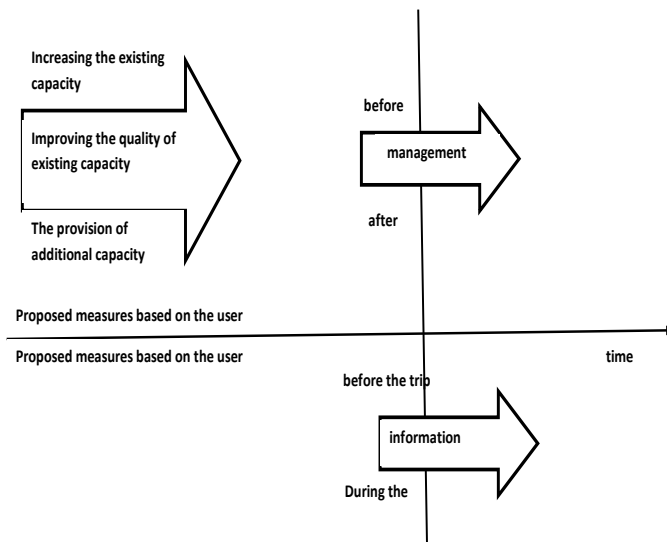 Increasing the existing
capacity
Improving the quality of
existing capacity
The provision of
additional capacity
before
management
after
Proposed measures based on the user
Proposed measures based on the user
time
before the trip
information
During the